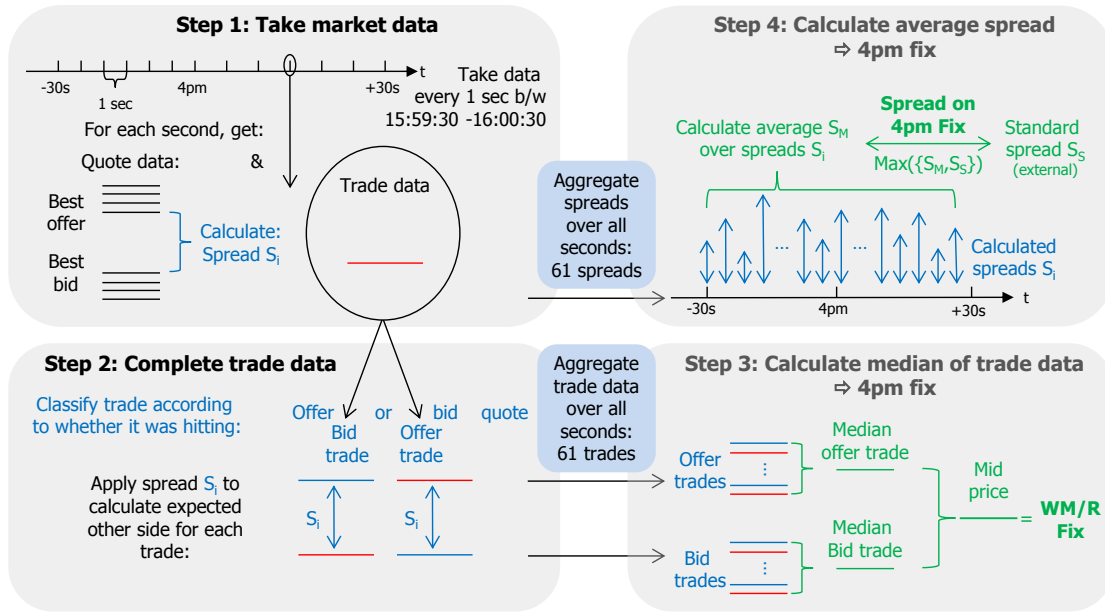 Step 1: Take market data
t
-30s
4pm
+30s
1 sec
Take data
every 1 sec b/w
15:59:30 -16:00:30
For each second, get:
Quote data:
&
Trade data
Best
offer
Calculate:
Spread Si
Best
bid
Aggregate
spreads
over all
seconds:
61 spreads
Step 4: Calculate average spread
⇨ 4pm fix
Calculate average SM
over spreads Si
Spread on
4pm Fix
Max({SM,SS})
Standard
spread SS
(external)
...
...
Calculated
spreads Si
-30s
4pm
+30s
t
Step 2: Complete trade data
Classify trade according
to whether it was hitting:
Offer or bid quote
Bid
trade
Offer
trade
Apply spread Si to
calculate expected
other side for each
trade:
Si
Si
Aggregate
trade data
over all
seconds:
61 trades
Step 3: Calculate median of trade data
⇨ 4pm fix
Offer
trades
⋮
Median
offer trade
Mid
price
= WM/R
Fix
Bid
trades
⋮
Median
Bid trade